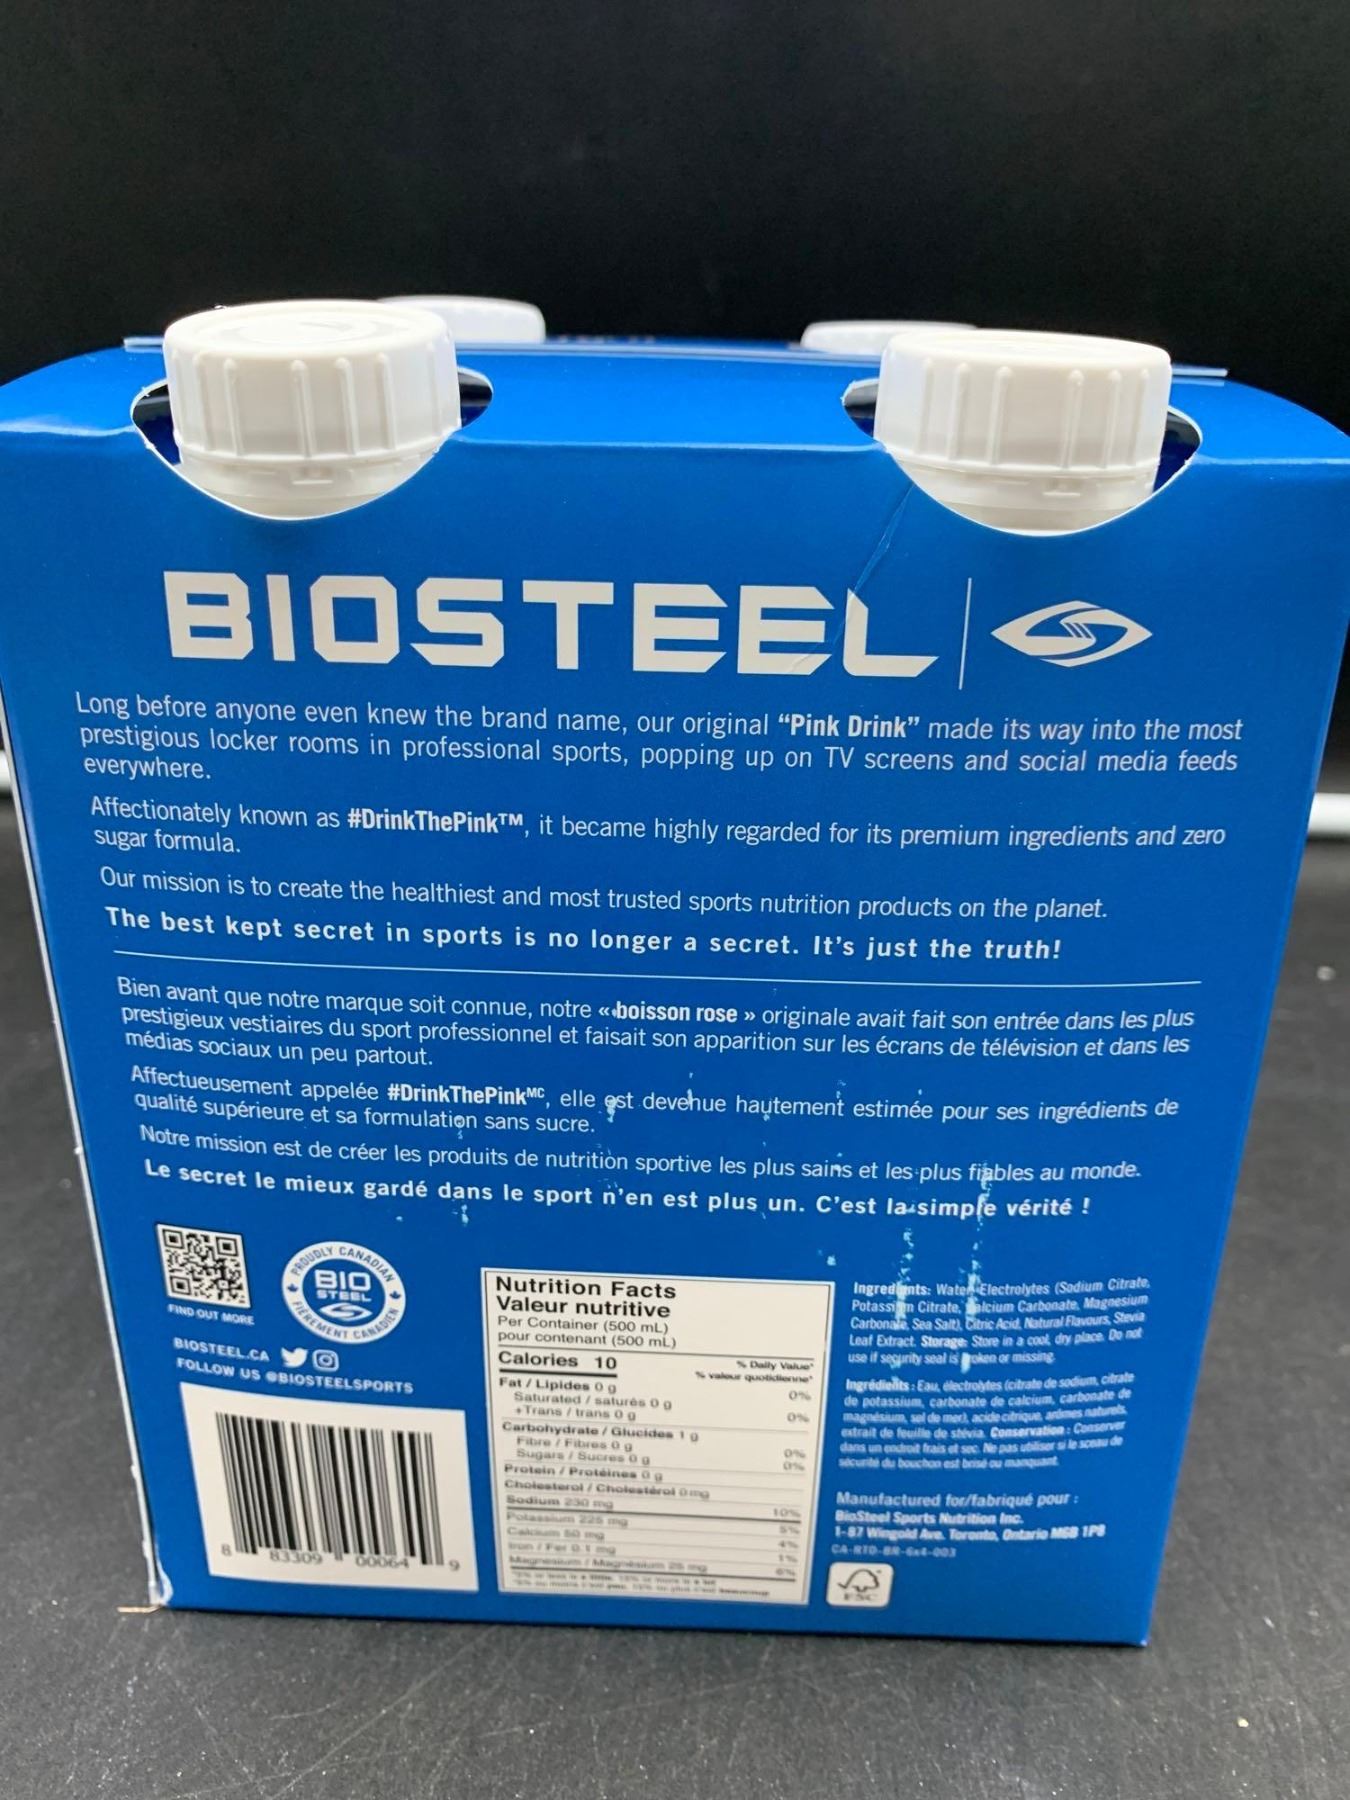 BIOSTEEL
Long before anyone even knew the brand name, our original “Pink Drink” made its way into the most
prestigious locker rooms in professional sports, popping up on TV screens and social media feeds
everywhere.
Affectionately known as #DrinkThePink™, it became highly regarded for its premium ingredients and zero
sugar formula.
Our mission is to create the healthiest and most trusted sports nutrition products on the planet.
The best kept secret in sports is no longer a secret. It’s just the truth!
Bien avant que notre marque soit connue, notre « boisson rose » originale avait fait son entrée dans les plus
prestigieux vestiaires du sport professionnel et faisait son apparition sur les écrans de télévision et dans les
médias sociaux un peu partout.
Affectueusement appelée #DrinkThePinkMC, elle est devenue hautement estimée pour ses ingrédients de
qualité supérieure et sa formulation sans sucre.
Notre mission est de créer les produits de nutrition sportive les plus sains et les plus fiables au monde.
Le secret le mieux gardé dans le sport n’en est plus un. C’est la simple vérité !
FIND OUT MORE
PROUDLY CANADIAN
BIO
STEEL
FIÈREMENT CANADIEN
BIOSTEEL.CA
FOLLOW US @BIOSTEELSPORTS
8 83309 00064 9
Nutrition Facts
Valeur nutritive
Per Container (500 mL)
pour contenant (500 mL)
Calories 10
% Daily Value*
% valeur quotidienne*
Fat / Lipides 0 g 0%
Saturated / saturés 0 g
+Trans / trans 0 g 0%
Carbohydrate / Glucides 1 g
Fibre / Fibres 0 g 0%
Sugars / Sucres 0 g 0%
Protein / Protéines 0 g
Cholesterol / Cholestérol 0 mg
Sodium 230 mg 10%
Potassium 225 mg 5%
Calcium 50 mg 4%
Iron / Fer 0.1 mg 1%
Magnesium / Magnésium 25 mg 6%
Ingredients: Water, Electrolytes (Sodium Citrate,
Potassium Citrate, Calcium Carbonate, Magnesium
Carbonate, Sea Salt), Citric Acid, Natural Flavours, Stevia
Leaf Extract. Storage: Store in a cool, dry place. Do not
use if security seal is broken or missing.
Ingrédients : Eau, électrolytes (citrate de sodium, citrate
de potassium, carbonate de calcium, carbonate de
magnésium, sel de mer), acide citrique, arômes naturels,
extrait de feuille de stévia. Conservation : Conserver
dans un endroit frais et sec. Ne pas utiliser si le sceau de
sécurité du bouchon est brisé ou manquant.
Manufactured for/fabriqué pour :
BioSteel Sports Nutrition Inc.
1-87 Wingold Ave. Toronto, Ontario M6B 1P8
CA-RTD-BR-6x4-003
FSC